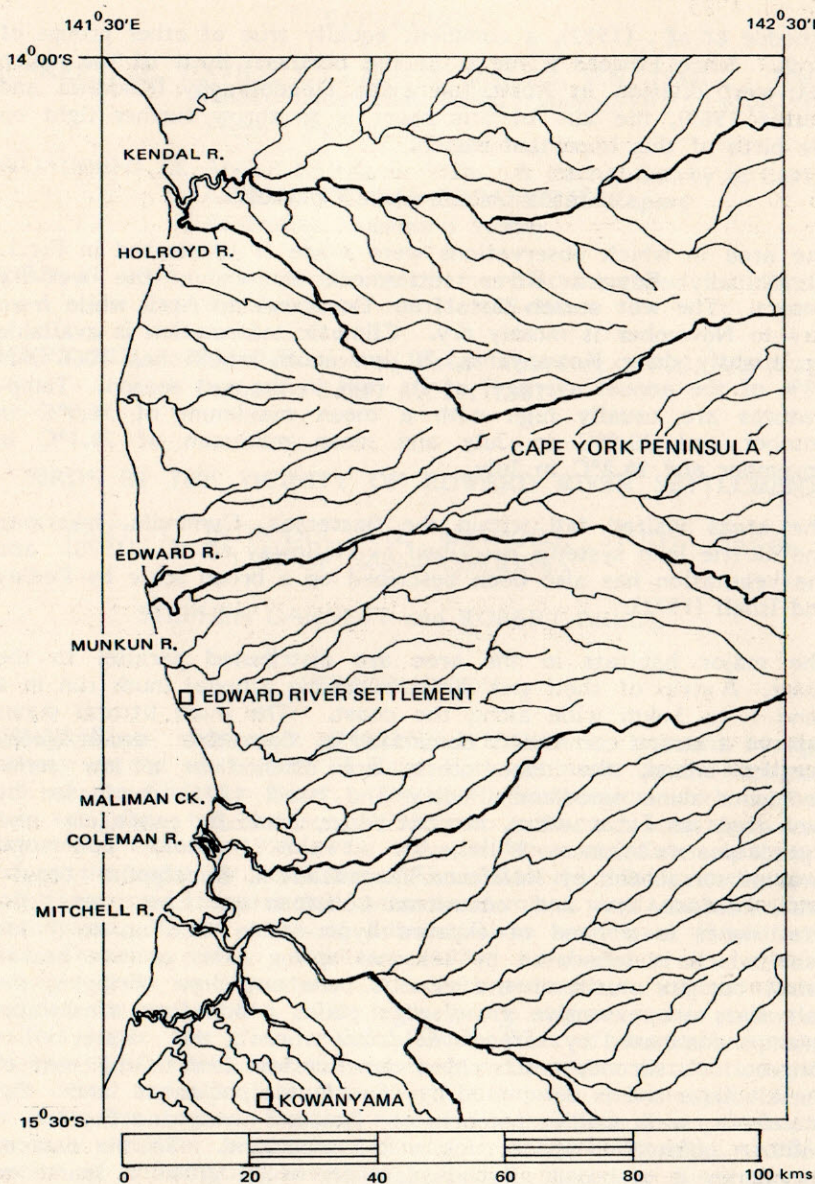 141°30'E
142°30'E
14°00'S
KENDAL R.
HOLROYD R.
CAPE YORK PENINSULA
EDWARD R.
MUNKUN R.
EDWARD RIVER SETTLEMENT
MALIMAN CK.
COLEMAN R.
MITCHELL R.
KOWANYAMA
15°30'S
0 20 40 60 80 100 kms